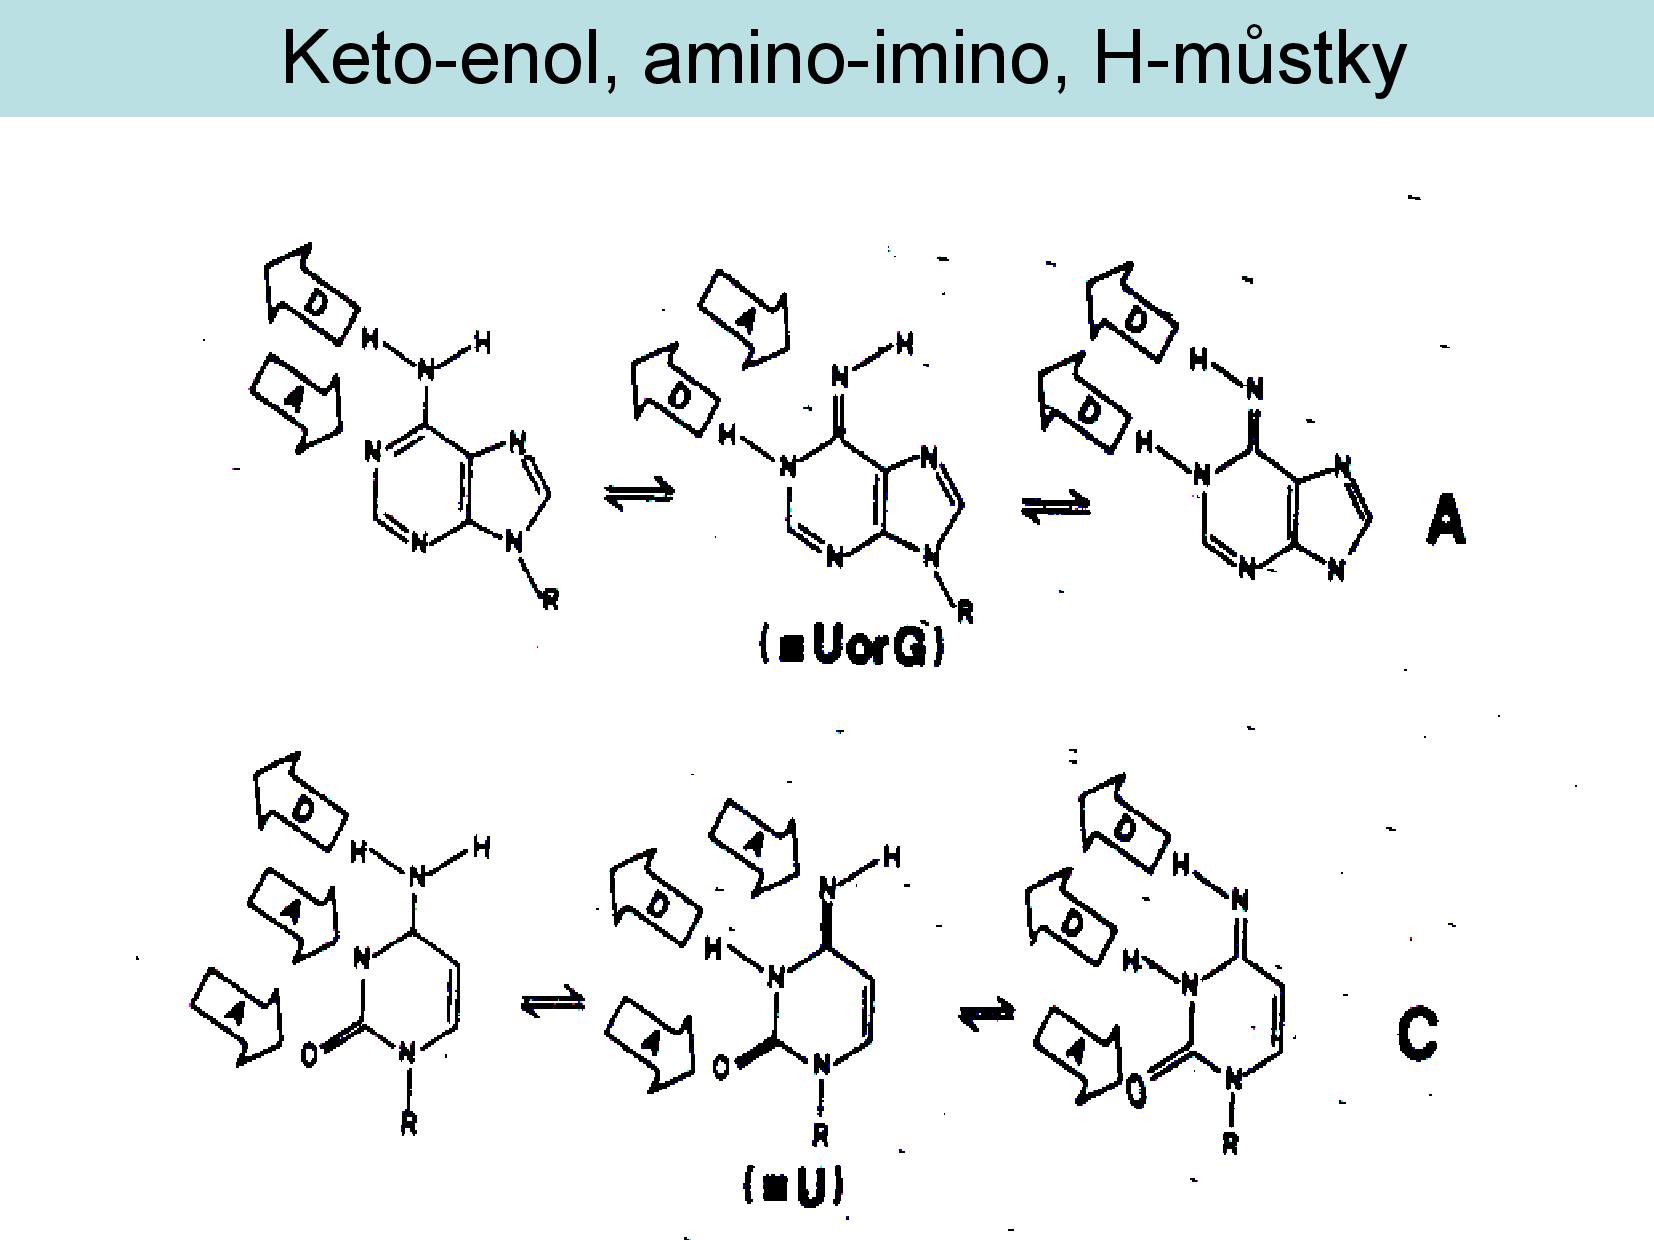 Keto-enol, amino-imino, H-můstky
D A D
H H A H D H
N D N N
A H H
N N N N N N
N N N N N N
R R
A
(≡UorG)
D A D
H H H H
N D N D N
A H H
N N N
A A A
O N O N O N
R R R
C
(≡U)